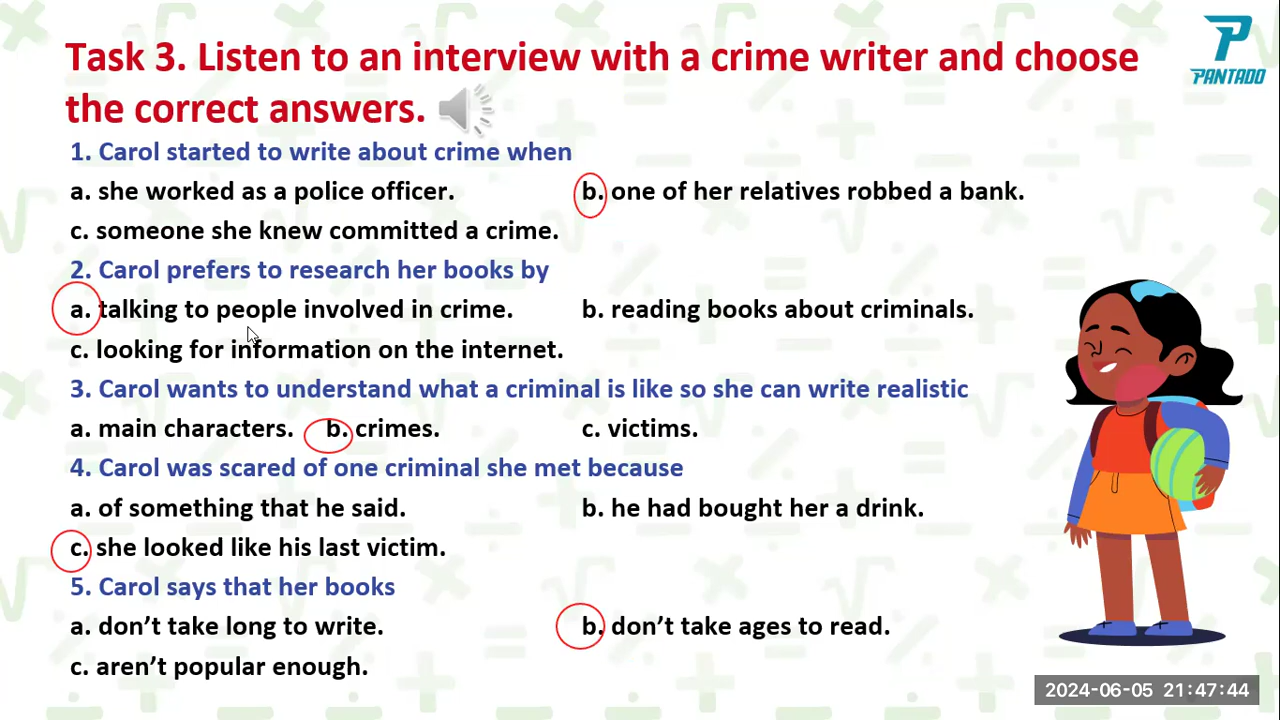 Task 3. Listen to an interview with a crime writer and choose
the correct answers.
PANTADO
1. Carol started to write about crime when
a. she worked as a police officer. b. one of her relatives robbed a bank.
c. someone she knew committed a crime.
2. Carol prefers to research her books by
a. talking to people involved in crime. b. reading books about criminals.
c. looking for information on the internet.
3. Carol wants to understand what a criminal is like so she can write realistic
a. main characters. b. crimes. c. victims.
4. Carol was scared of one criminal she met because
a. of something that he said. b. he had bought her a drink.
c. she looked like his last victim.
5. Carol says that her books
a. don’t take long to write. b. don’t take ages to read.
c. aren’t popular enough.
2024-06-05 21:47:44